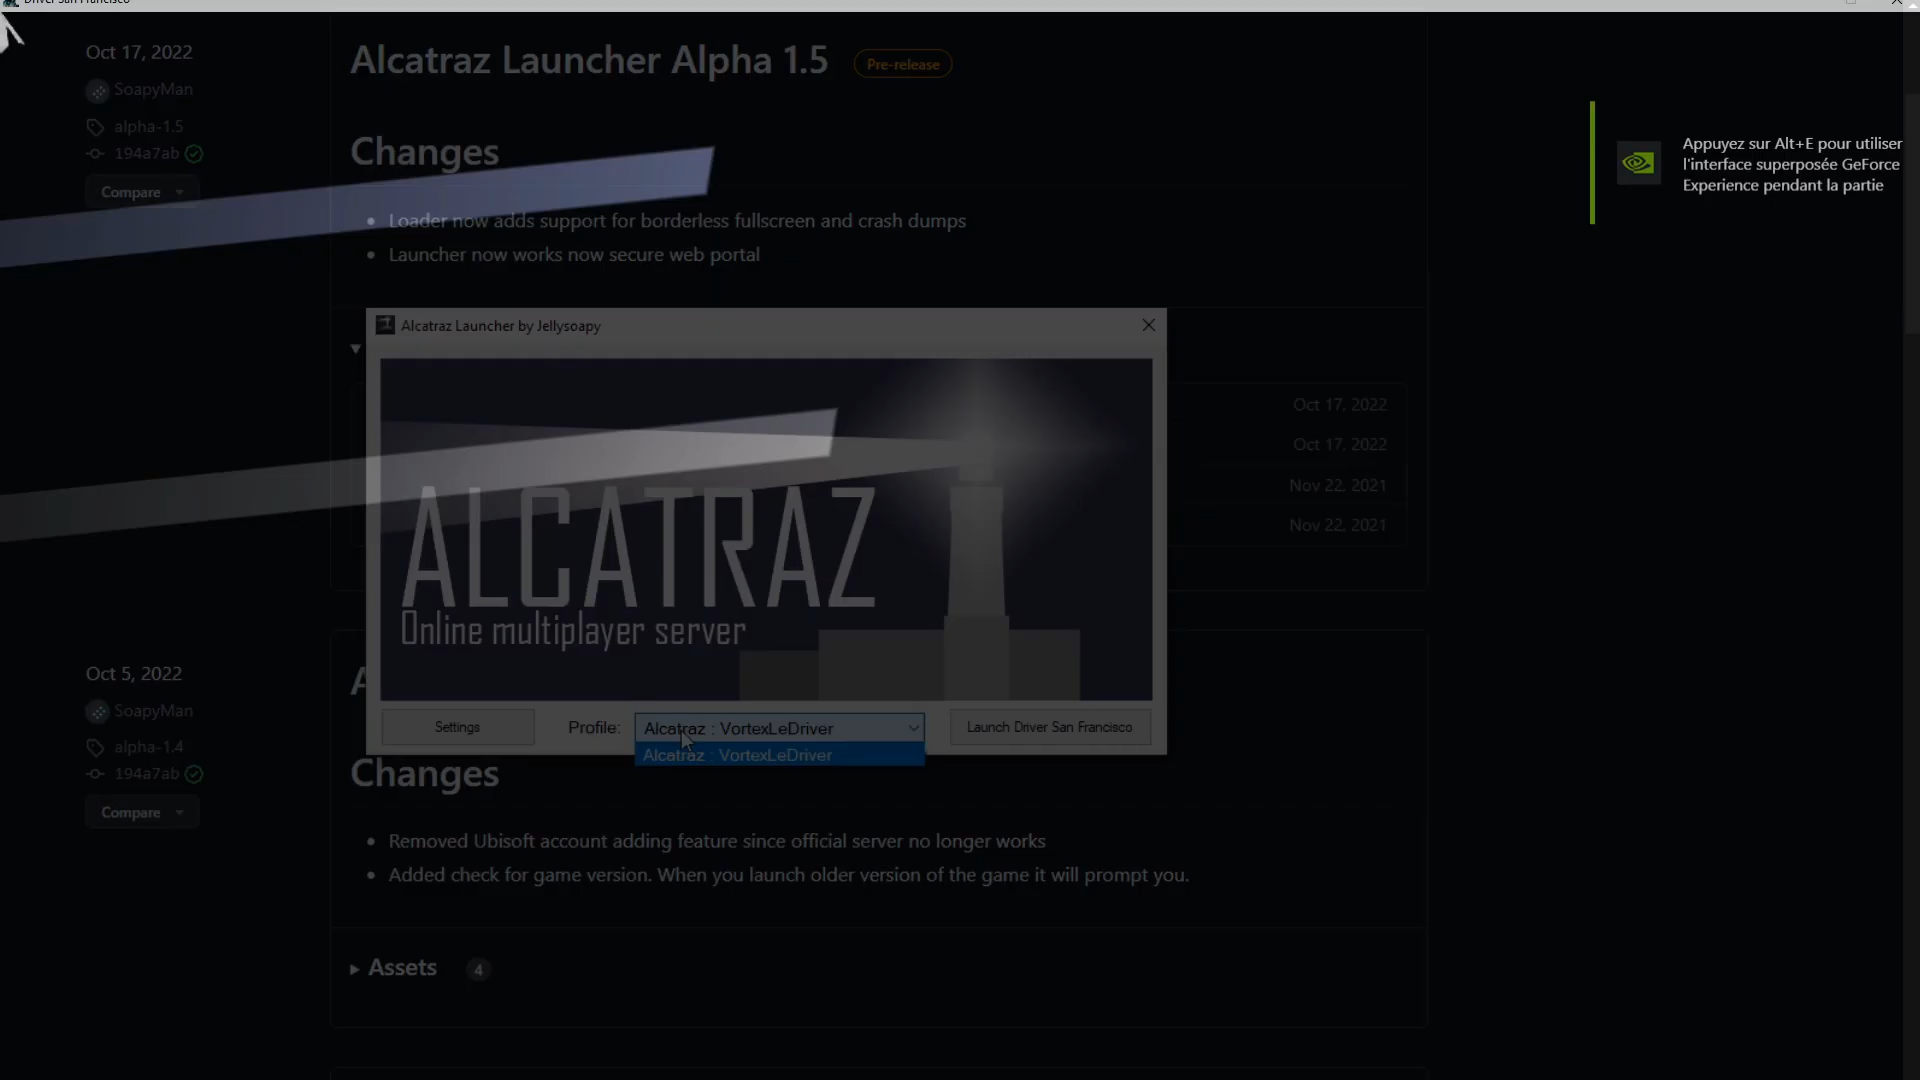 Driver San Francisco
Oct 17, 2022
SoapyMan
alpha-1.5
194a7ab
Compare
Alcatraz Launcher Alpha 1.5
Pre-release
Changes
Loader now adds support for borderless fullscreen and crash dumps
Launcher now works now secure web portal
Appuyez sur Alt+E pour utiliser
l'interface superposée GeForce
Experience pendant la partie
Alcatraz Launcher by Jellysoapy
ALCATRAZ
Online multiplayer server
Settings
Profile:
Alcatraz : VortexLeDriver
Alcatraz : VortexLeDriver
Launch Driver San Francisco
Oct 17, 2022
Oct 17, 2022
Nov 22, 2021
Nov 22, 2021
Oct 5, 2022
SoapyMan
alpha-1.4
194a7ab
Compare
Changes
Removed Ubisoft account adding feature since official server no longer works
Added check for game version. When you launch older version of the game it will prompt you.
Assets 4